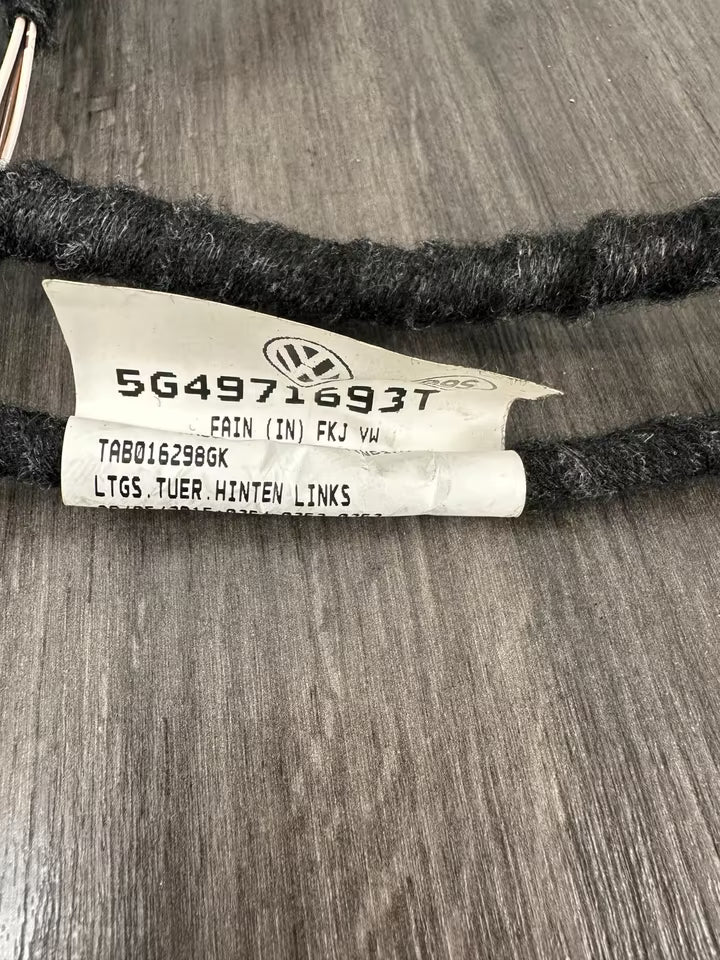 5G4971693T
FAIN (IN) FKJ VW
TAB016298GK
LTGS.TUER.HINTEN LINKS